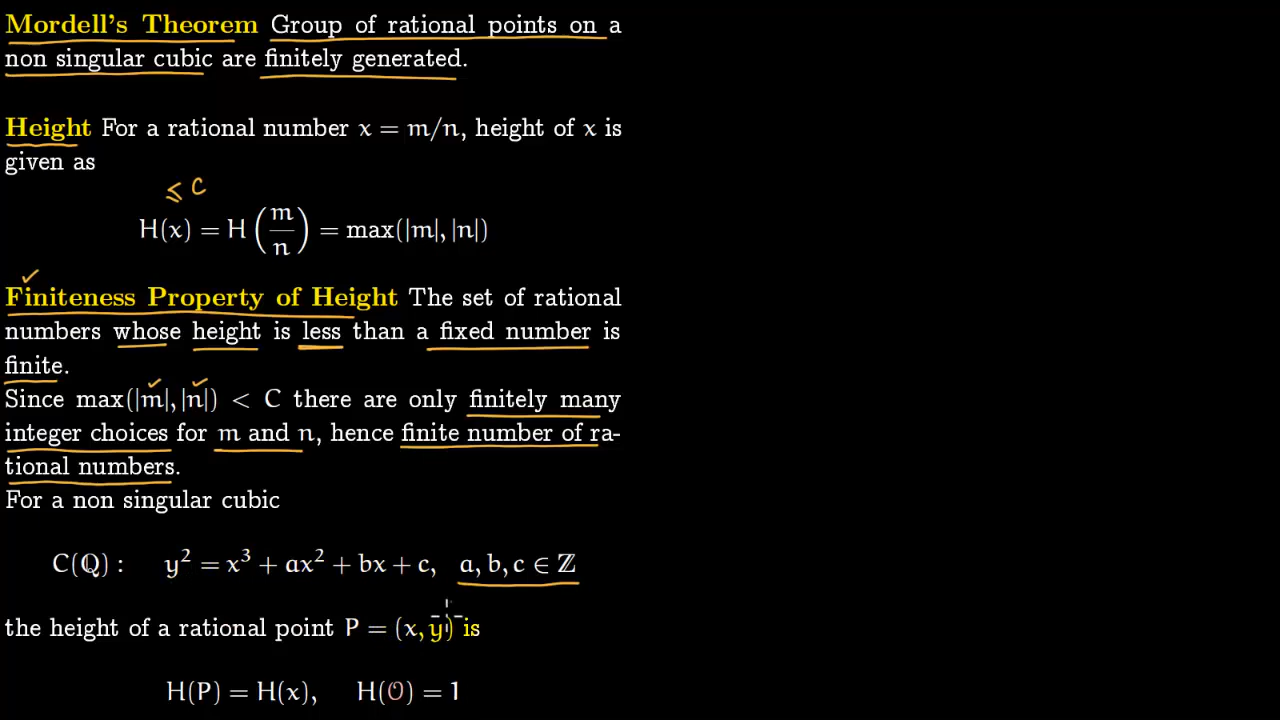 Mordell's Theorem Group of rational points on a
non singular cubic are finitely generated.
Height For a rational number x = m/n, height of x is
given as
⩽ C
H(x) = H(m/n) = max(|m|, |n|)
Finiteness Property of Height The set of rational
numbers whose height is less than a fixed number is
finite.
Since max(|m|, |n|) < C there are only finitely many
integer choices for m and n, hence finite number of ra-
tional numbers.
For a non singular cubic
C(ℚ) : y² = x³ + ax² + bx + c, a, b, c ∈ ℤ
the height of a rational point P = (x, y) is
H(P) = H(x), H(𝒪) = 1